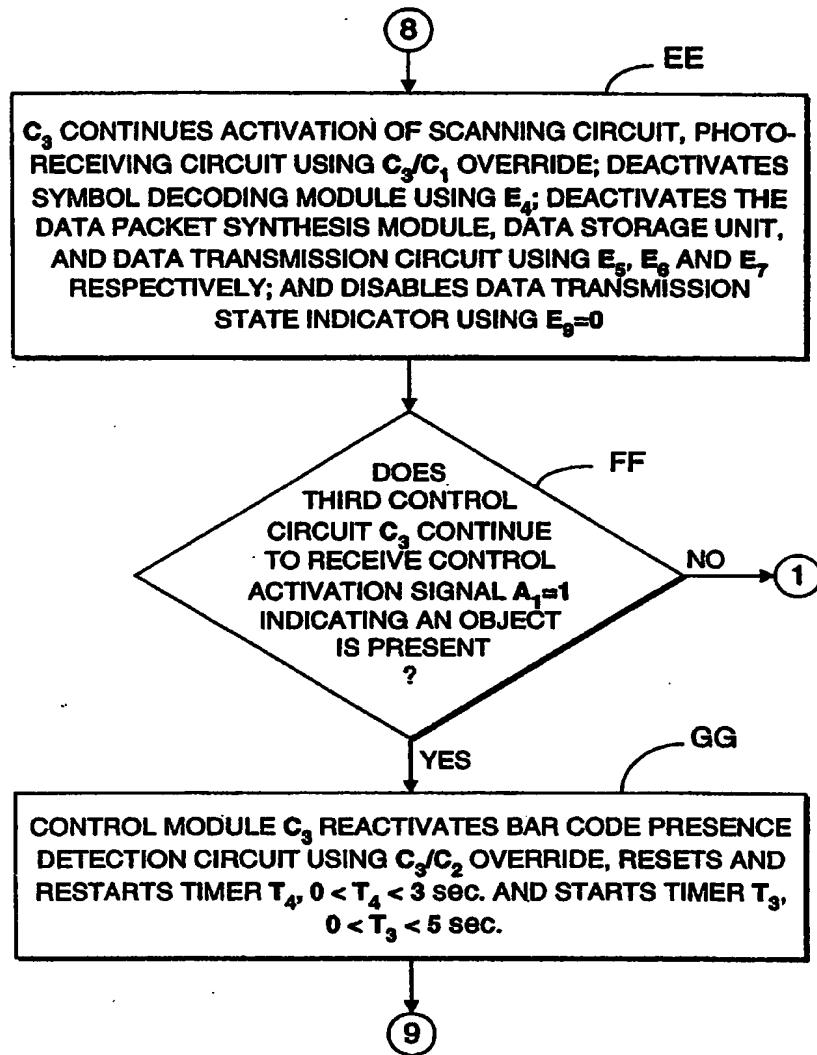 8
EE
C3 CONTINUES ACTIVATION OF SCANNING CIRCUIT, PHOTO-
RECEIVING CIRCUIT USING C3/C1 OVERRIDE; DEACTIVATES
SYMBOL DECODING MODULE USING E4; DEACTIVATES THE
DATA PACKET SYNTHESIS MODULE, DATA STORAGE UNIT,
AND DATA TRANSMISSION CIRCUIT USING E5, E6 AND E7
RESPECTIVELY; AND DISABLES DATA TRANSMISSION
STATE INDICATOR USING E9=0
FF
DOES
THIRD CONTROL
CIRCUIT C3 CONTINUE
TO RECEIVE CONTROL
ACTIVATION SIGNAL A1=1
INDICATING AN OBJECT
IS PRESENT
?
NO
1
YES
GG
CONTROL MODULE C3 REACTIVATES BAR CODE PRESENCE
DETECTION CIRCUIT USING C3/C2 OVERRIDE, RESETS AND
RESTARTS TIMER T4, 0 < T4 < 3 sec. AND STARTS TIMER T3,
0 < T3 < 5 sec.
9